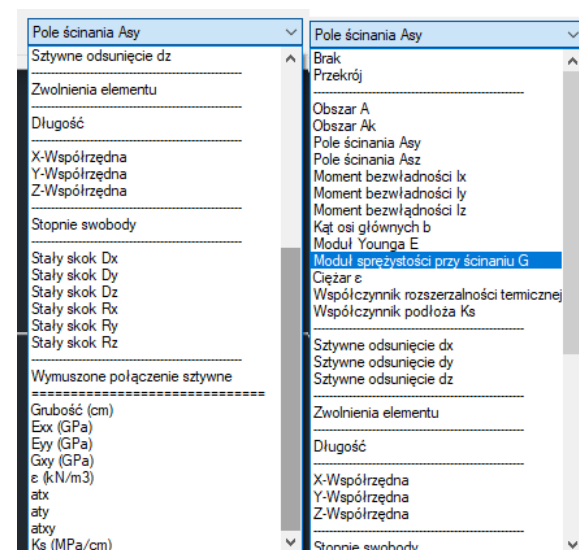 Pole ścinania Asy
Sztywne odsunięcie dz
Zwolnienia elementu
Długość
X-Współrzędna
Y-Współrzędna
Z-Współrzędna
Stopnie swobody
Stały skok Dx
Stały skok Dy
Stały skok Dz
Stały skok Rx
Stały skok Ry
Stały skok Rz
Wymuszone połączenie sztywne
==============================
Grubość (cm)
Exx (GPa)
Eyy (GPa)
Gxy (GPa)
ε (kN/m3)
atx
aty
atxy
Ks (MPa/cm)
Pole ścinania Asy
Brak
Przekrój
Obszar A
Obszar Ak
Pole ścinania Asy
Pole ścinania Asz
Moment bezwładności Ix
Moment bezwładności Iy
Moment bezwłądności Iz
Kąt osi głównych b
Moduł Younga E
Moduł sprężystości przy ścinaniu G
Ciężar ε
Współczynnik rozszerzalności termicznej
Współczynnik podłoża Ks
Sztywne odsunięcie dx
Sztywne odsunięcie dy
Sztywne odsunięcie dz
Zwolnienia elementu
Długość
X-Współrzędna
Y-Współrzędna
Z-Współrzędna
Stopnie swobody